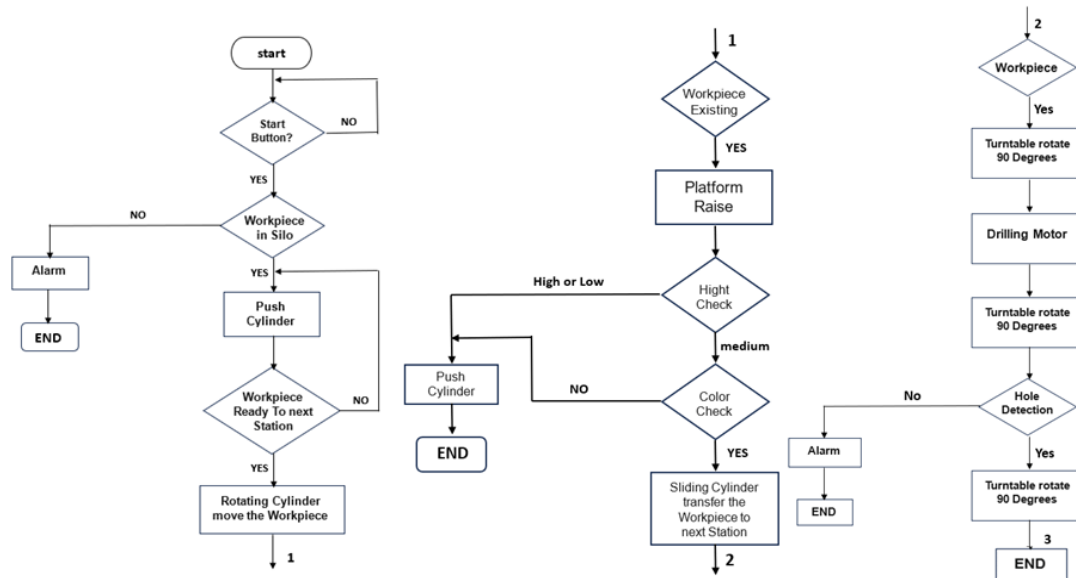 start
Start
Button?
NO
YES
Workpiece
in Silo
NO
Alarm
END
YES
Push
Cylinder
Workpiece
Ready To next
Station
NO
YES
Rotating Cylinder
move the Workpiece
1
1
Workpiece
Existing
YES
Platform
Raise
Hight
Check
High or Low
medium
Push
Cylinder
END
Color
Check
NO
YES
Sliding Cylinder
transfer the
Workpiece to
next Station
2
2
Workpiece
Yes
Turntable rotate
90 Degrees
Drilling Motor
Turntable rotate
90 Degrees
Hole
Detection
No
Alarm
END
Yes
Turntable rotate
90 Degrees
3
END